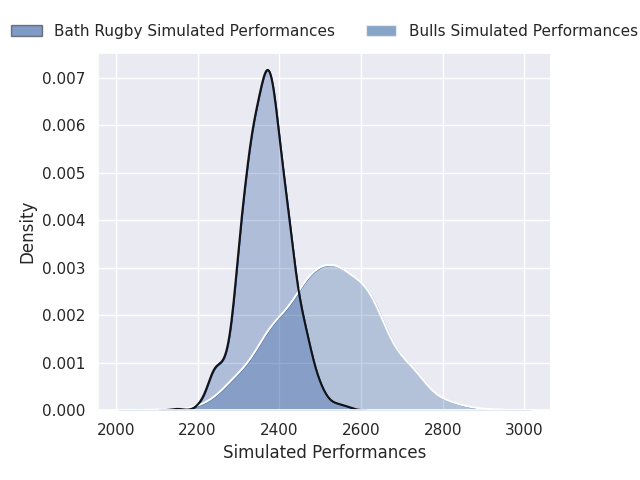 Bath Rugby Simulated Performances
Bulls Simulated Performances
0.007
0.006
0.005
0.004
0.003
0.002
0.001
0.000
Density
2000 2200 2400 2600 2800 3000
Simulated Performances